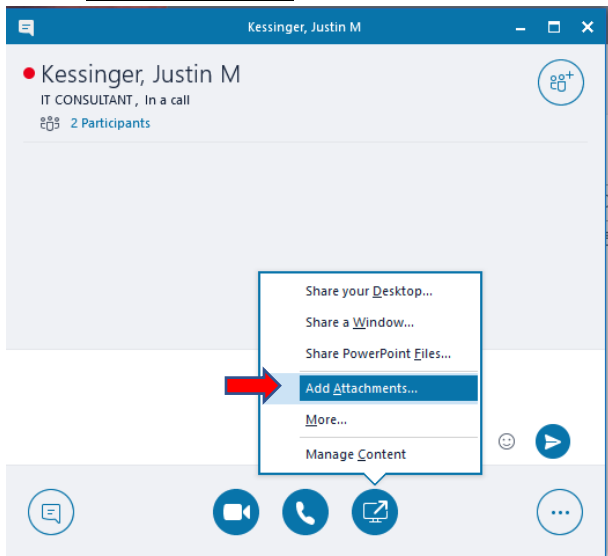 Kessinger, Justin M
Kessinger, Justin M
IT CONSULTANT , In a call
2 Participants
Share your Desktop...
Share a Window...
Share PowerPoint Files...
Add Attachments...
More...
Manage Content